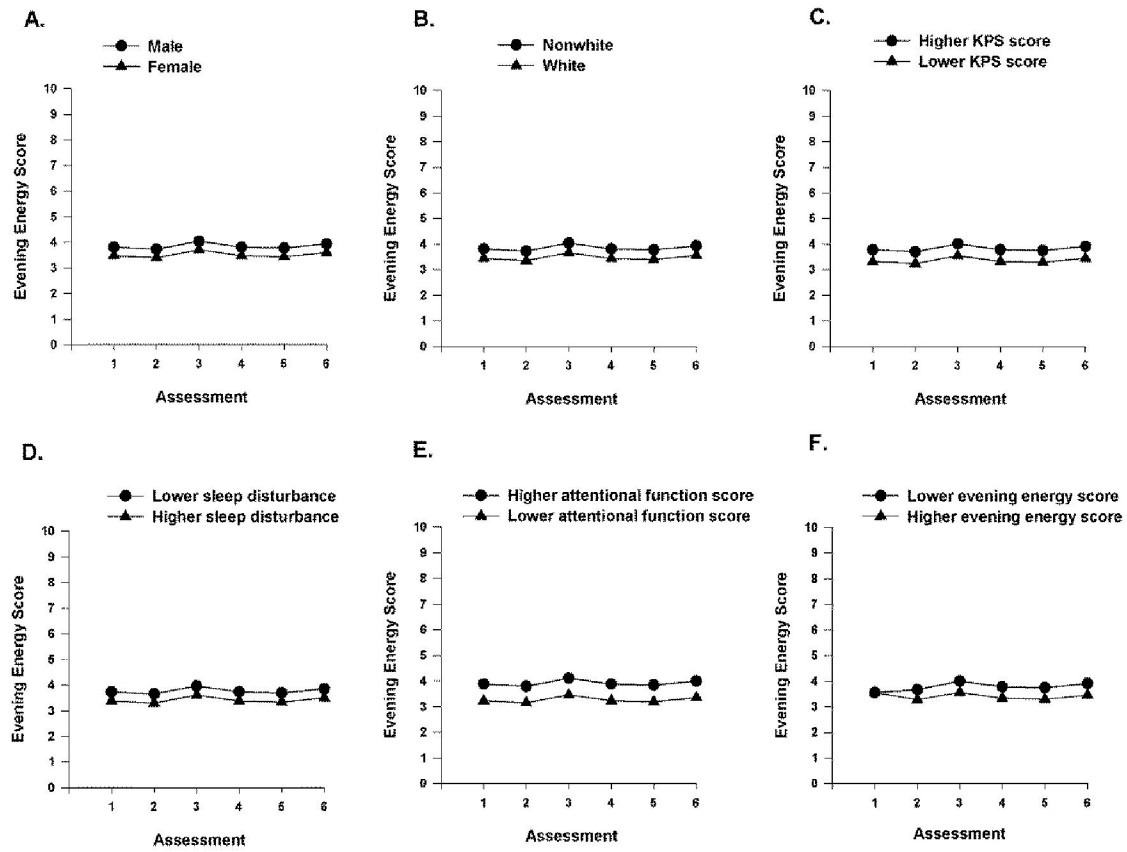 A.
Male
Female
10
9
8
7
6
5
4
3
2
1
0
Evening Energy Score
1 2 3 4 5 6
Assessment
B.
Nonwhite
White
10
9
8
7
6
5
4
3
2
1
0
Evening Energy Score
1 2 3 4 5 6
Assessment
C.
Higher KPS score
Lower KPS score
10
9
8
7
6
5
4
3
2
1
0
Evening Energy Score
1 2 3 4 5 6
Assessment
D.
Lower sleep disturbance
Higher sleep disturbance
10
9
8
7
6
5
4
3
2
1
0
Evening Energy Score
1 2 3 4 5 6
Assessment
E.
Higher attentional function score
Lower attentional function score
10
9
8
7
6
5
4
3
2
1
0
Evening Energy Score
1 2 3 4 5 6
Assessment
F.
Lower evening energy score
Higher evening energy score
10
9
8
7
6
5
4
3
2
1
0
Evening Energy Score
1 2 3 4 5 6
Assessment